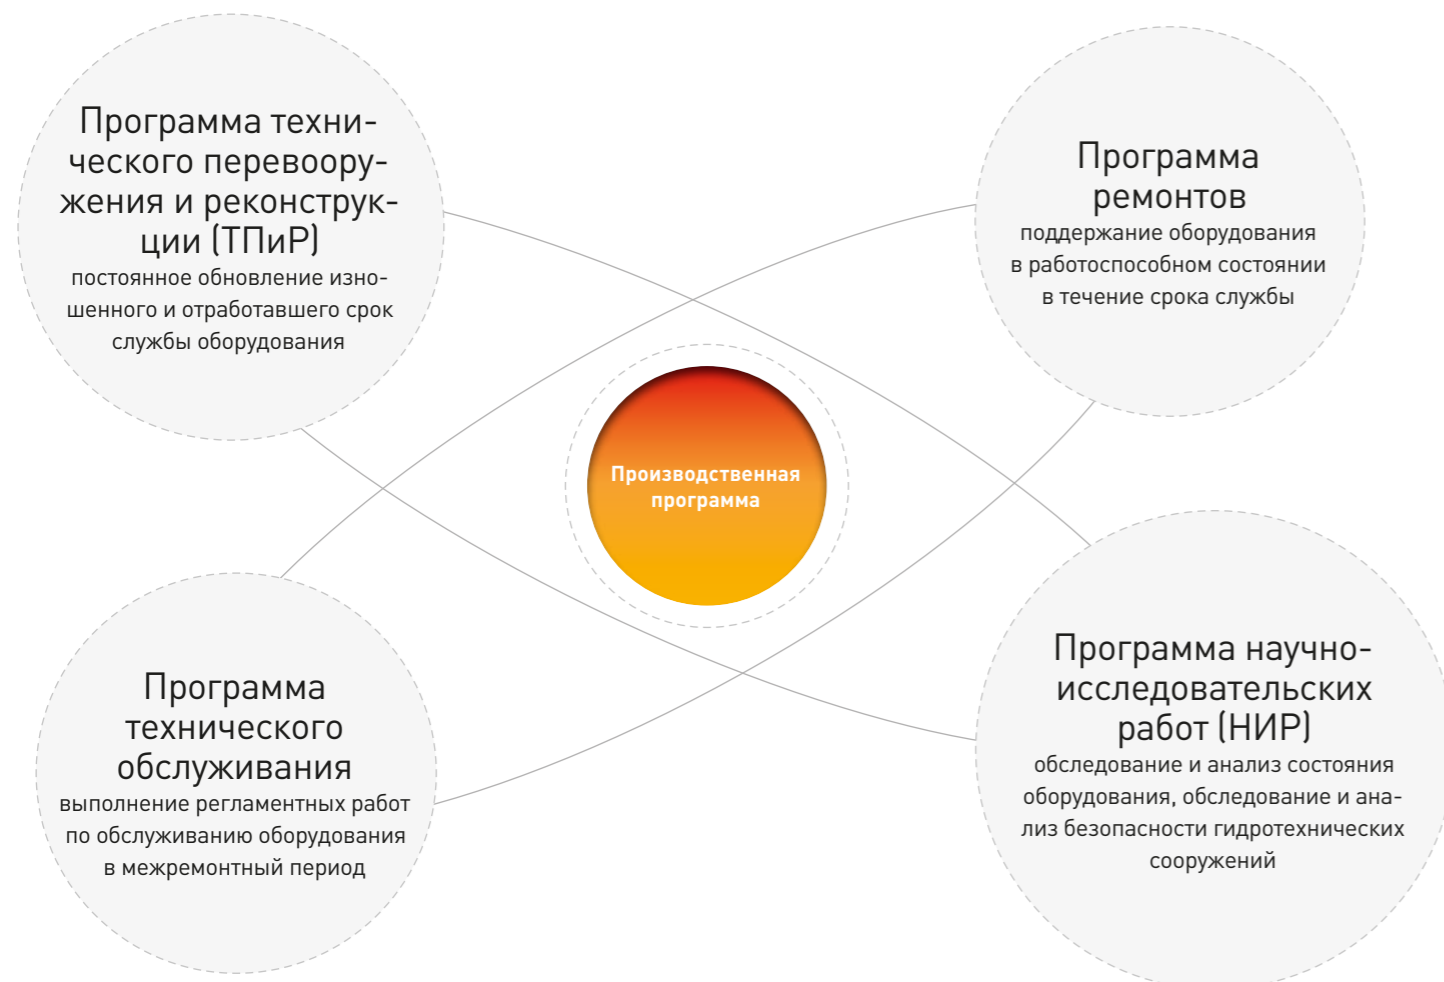 Программа техни-
ческого перевоору-
жения и реконструк-
ции (ТПиР)
постоянное обновление изно-
шенного и отработавшего срок
службы оборудования
Программа
ремонтов
поддержание оборудования
в работоспособном состоянии
в течение срока службы
Производственная
программа
Программа
технического
обслуживания
выполнение регламентных работ
по обслуживанию оборудования
в межремонтный период
Программа научно-
исследовательских
работ (НИР)
обследование и анализ состояния
оборудования, обследование и ана-
лиз безопасности гидротехнических
сооружений